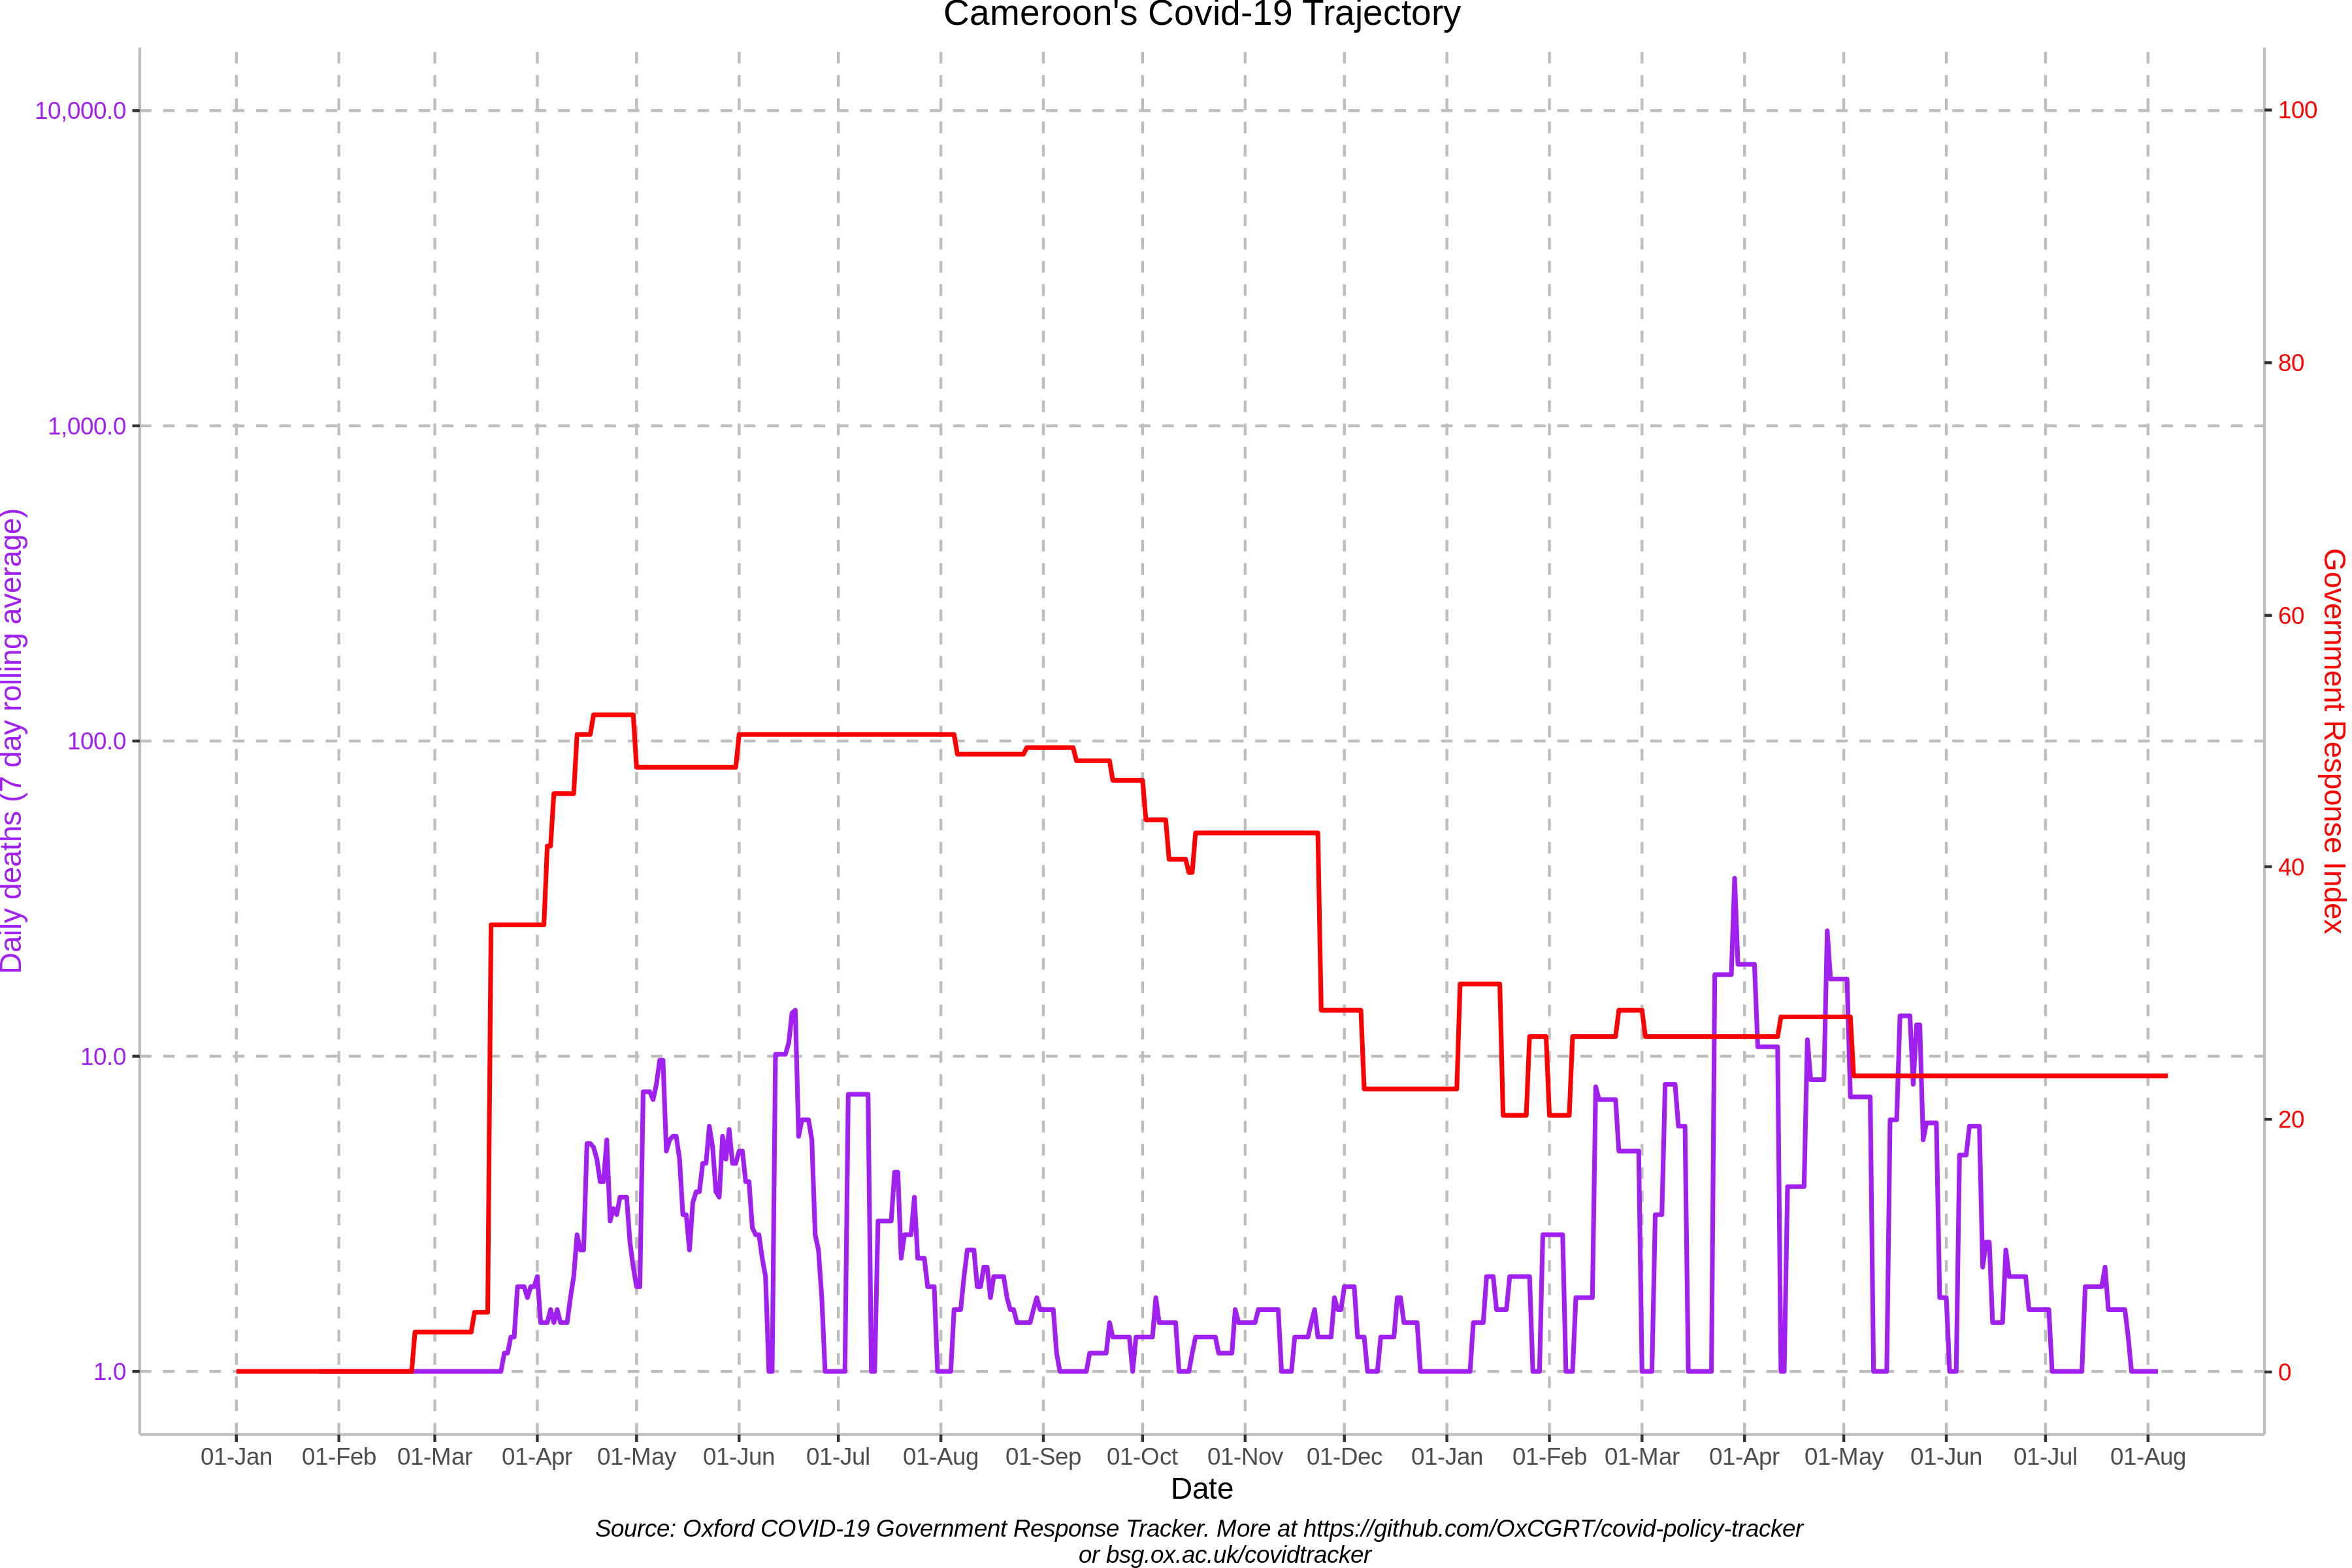 Cameroon's Covid-19 Trajectory
10,000.0
1,000.0
100.0
10.0
1.0
Daily deaths (7 day rolling average)
100
80
60
40
20
0
Government Response Index
01-Jan 01-Feb 01-Mar 01-Apr 01-May 01-Jun 01-Jul 01-Aug 01-Sep 01-Oct 01-Nov 01-Dec 01-Jan 01-Feb 01-Mar 01-Apr 01-May 01-Jun 01-Jul 01-Aug
Date
Source: Oxford COVID-19 Government Response Tracker. More at https://github.com/OxCGRT/covid-policy-tracker
or bsg.ox.ac.uk/covidtracker